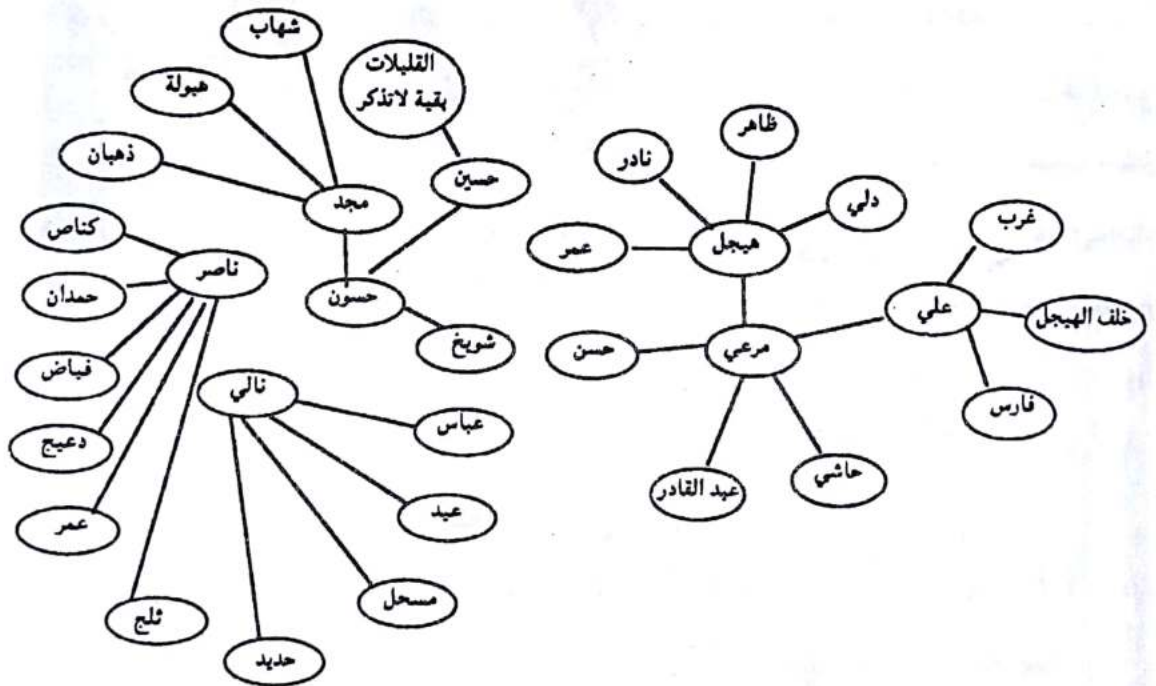 شهاب
القليلات
بقية لاتذكر
هبولة
ظاهر
نادر
ذهبان
حسين
دلي
مجد
غرب
كناص
هيجل
عمر
ناصر
حمدان
حسون
علي
خلف الهيجل
شويخ
مرعي
حسن
فياض
نالي
فارس
عباس
دعيج
حاشي
عبد القادر
عيد
عمر
مسحل
ثلج
حديد